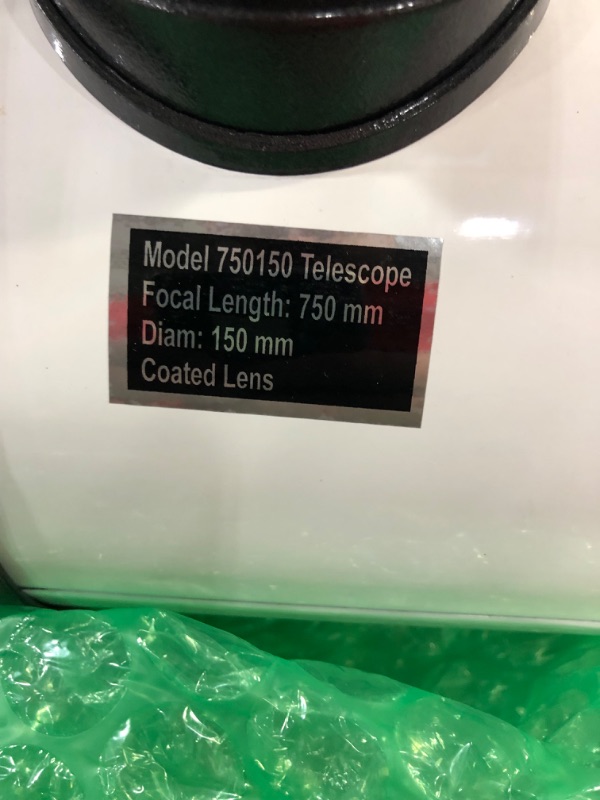 Model 750150 Telescope
Focal Length: 750 mm
Diam: 150 mm
Coated Lens